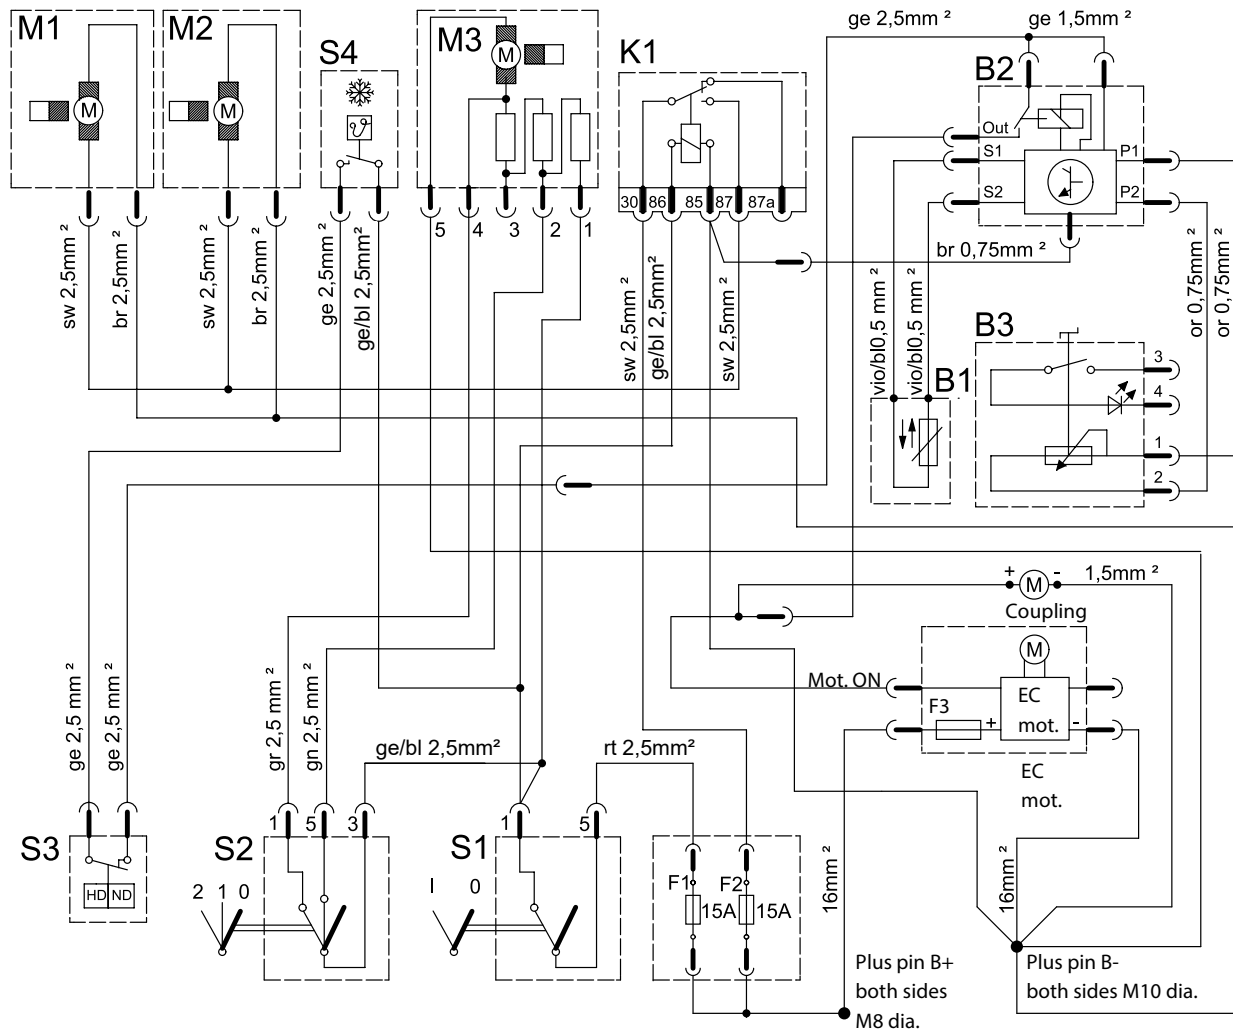 ge 2,5mm ²
ge 1,5mm ²
M1
M2
S4
M3
K1
B2
M
M
M
Out
S1
S2
P1
P2
30
86
85
87
87a
5
4
3
2
1
br 0,75mm ²
sw 2,5mm ²
br 2,5mm ²
sw 2,5mm ²
br 2,5mm ²
ge 2,5mm ²
ge/bl 2,5mm ²
sw 2,5mm ²
ge/bl 2,5mm ²
sw 2,5mm ²
vio/bl0,5 mm ²
vio/bl0,5 mm ²
or 0,75mm ²
or 0,75mm ²
B1
B3
3
4
1
2
+
M
-
1,5mm ²
Coupling
M
Mot. ON
EC
mot.
F3
+
-
EC
mot.
ge 2,5 mm ²
ge 2,5 mm ²
gr 2,5 mm ²
gn 2,5 mm ²
ge/bl 2,5mm²
rt 2,5mm²
1
5
3
1
5
S3
S2
S1
HD
ND
2
1
0
I
0
F1
F2
15A
15A
16mm ²
16mm ²
Plus pin B+
both sides
M8 dia.
Plus pin B-
both sides M10 dia.